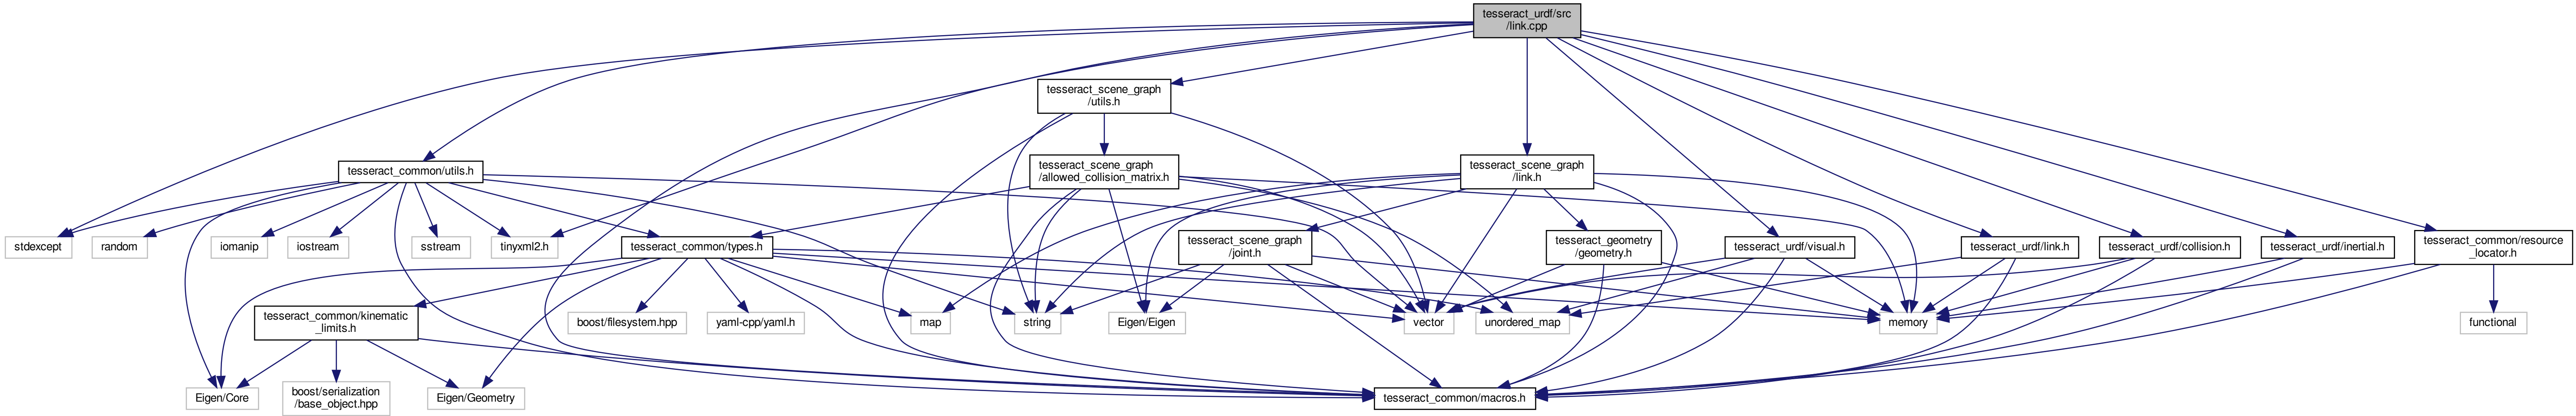 tesseract_urdf/src
/link.cpp
tesseract_scene_graph
/utils.h
tesseract_common/utils.h
tesseract_scene_graph
/allowed_collision_matrix.h
tesseract_scene_graph
/link.h
stdexcept
random
iomanip
iostream
sstream
tinyxml2.h
tesseract_common/types.h
tesseract_scene_graph
/joint.h
tesseract_geometry
/geometry.h
tesseract_urdf/visual.h
tesseract_urdf/link.h
tesseract_urdf/collision.h
tesseract_urdf/inertial.h
tesseract_common/resource
_locator.h
tesseract_common/kinematic
_limits.h
boost/filesystem.hpp
yaml-cpp/yaml.h
map
string
Eigen/Eigen
vector
unordered_map
memory
functional
Eigen/Core
boost/serialization
/base_object.hpp
Eigen/Geometry
tesseract_common/macros.h